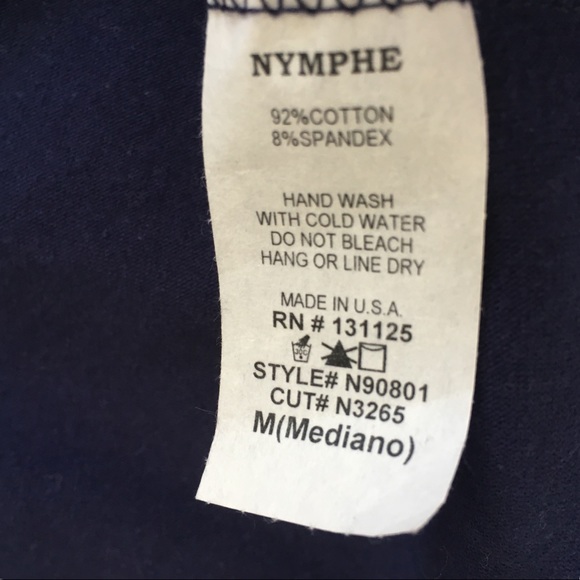 NYMPHE
92%COTTON
8%SPANDEX
HAND WASH
WITH COLD WATER
DO NOT BLEACH
HANG OR LINE DRY
MADE IN U.S.A.
RN # 131125
30C
STYLE# N90801
CUT# N3265
M(Mediano)